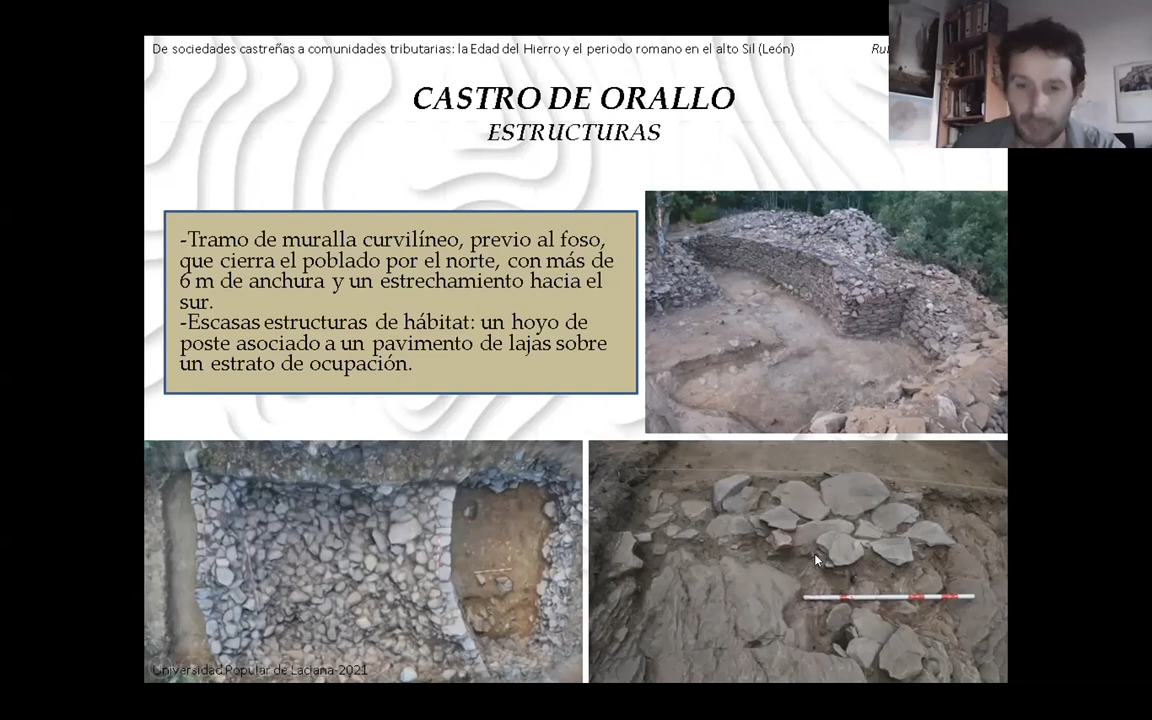 De sociedades castreñas a comunidades tributarias: la Edad del Hierro y el periodo romano en el alto Sil (León)
CASTRO DE ORALLO
ESTRUCTURAS
-Tramo de muralla curvilíneo, previo al foso,
que cierra el poblado por el norte, con más de
6 m de anchura y un estrechamiento hacia el
sur.
-Escasas estructuras de hábitat: un hoyo de
poste asociado a un pavimento de lajas sobre
un estrato de ocupación.
Universidad Popular de Laciana-2021